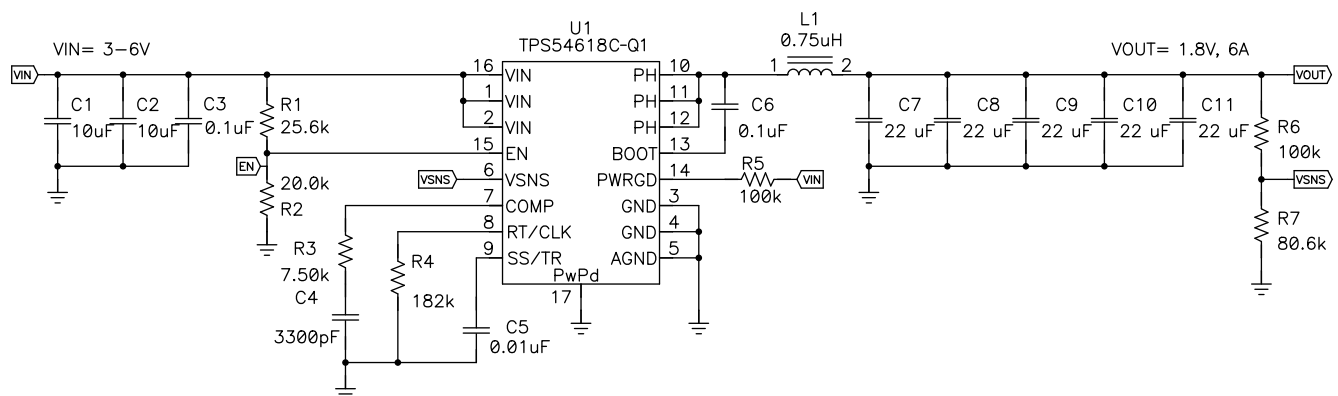 VIN= 3-6V
VIN
C1
10uF
C2
10uF
C3
0.1uF
R1
25.6k
EN
20.0k
R2
U1
TPS54618C-Q1
16 VIN
1 VIN
2 VIN
15 EN
VSNS 6 VSNS
7 COMP
8 RT/CLK
9 SS/TR
PwPd
17
PH 10
PH 11
PH 12
BOOT 13
PWRGD 14
GND 3
GND 4
AGND 5
R3
7.50k
C4
3300pF
R4
182k
C5
0.01uF
L1
0.75uH
1 2
C6
0.1uF
R5
100k
VIN
VOUT= 1.8V, 6A
VOUT
C7
22 uF
C8
22 uF
C9
22 uF
C10
22 uF
C11
22 uF
R6
100k
VSNS
R7
80.6k